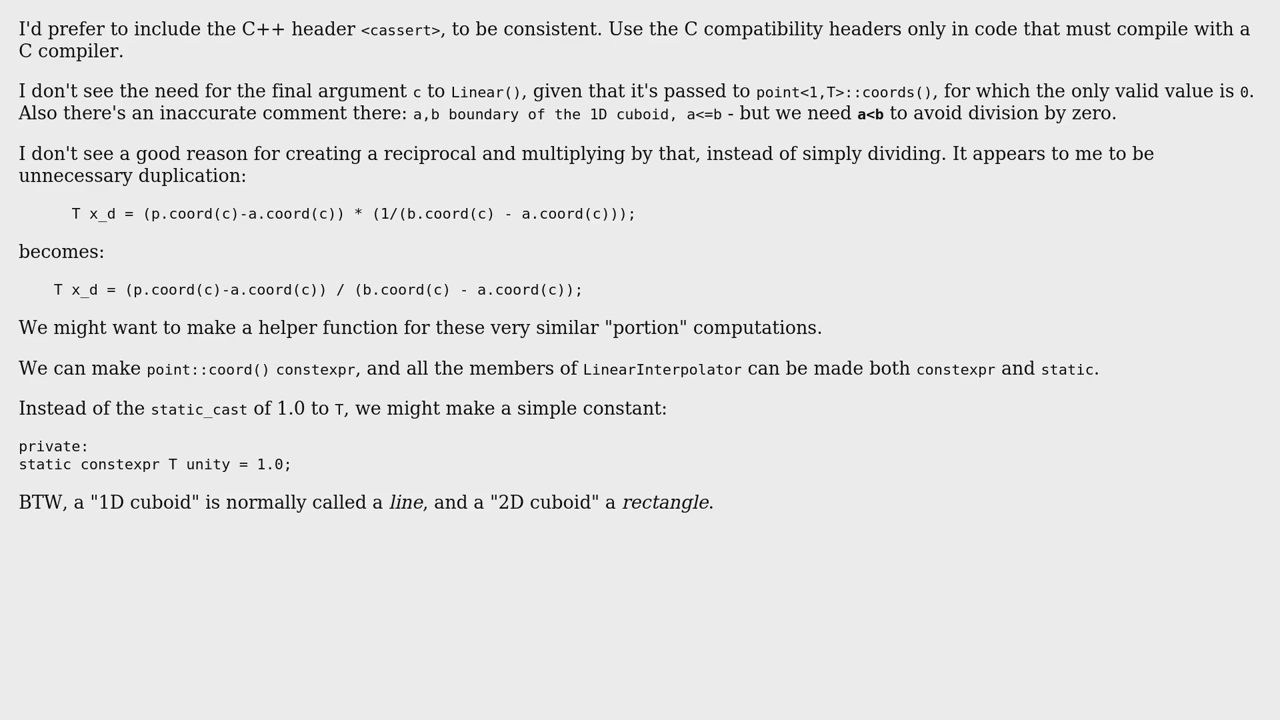 I'd prefer to include the C++ header <cassert>, to be consistent. Use the C compatibility headers only in code that must compile with a
C compiler.
I don't see the need for the final argument c to Linear(), given that it's passed to point<1,T>::coords(), for which the only valid value is 0.
Also there's an inaccurate comment there: a,b boundary of the 1D cuboid, a<=b - but we need a<b to avoid division by zero.
I don't see a good reason for creating a reciprocal and multiplying by that, instead of simply dividing. It appears to me to be
unnecessary duplication:
T x_d = (p.coord(c)-a.coord(c)) * (1/(b.coord(c) - a.coord(c)));
becomes:
T x_d = (p.coord(c)-a.coord(c)) / (b.coord(c) - a.coord(c));
We might want to make a helper function for these very similar "portion" computations.
We can make point::coord() constexpr, and all the members of LinearInterpolator can be made both constexpr and static.
Instead of the static_cast of 1.0 to T, we might make a simple constant:
private:
static constexpr T unity = 1.0;
BTW, a "1D cuboid" is normally called a line, and a "2D cuboid" a rectangle.